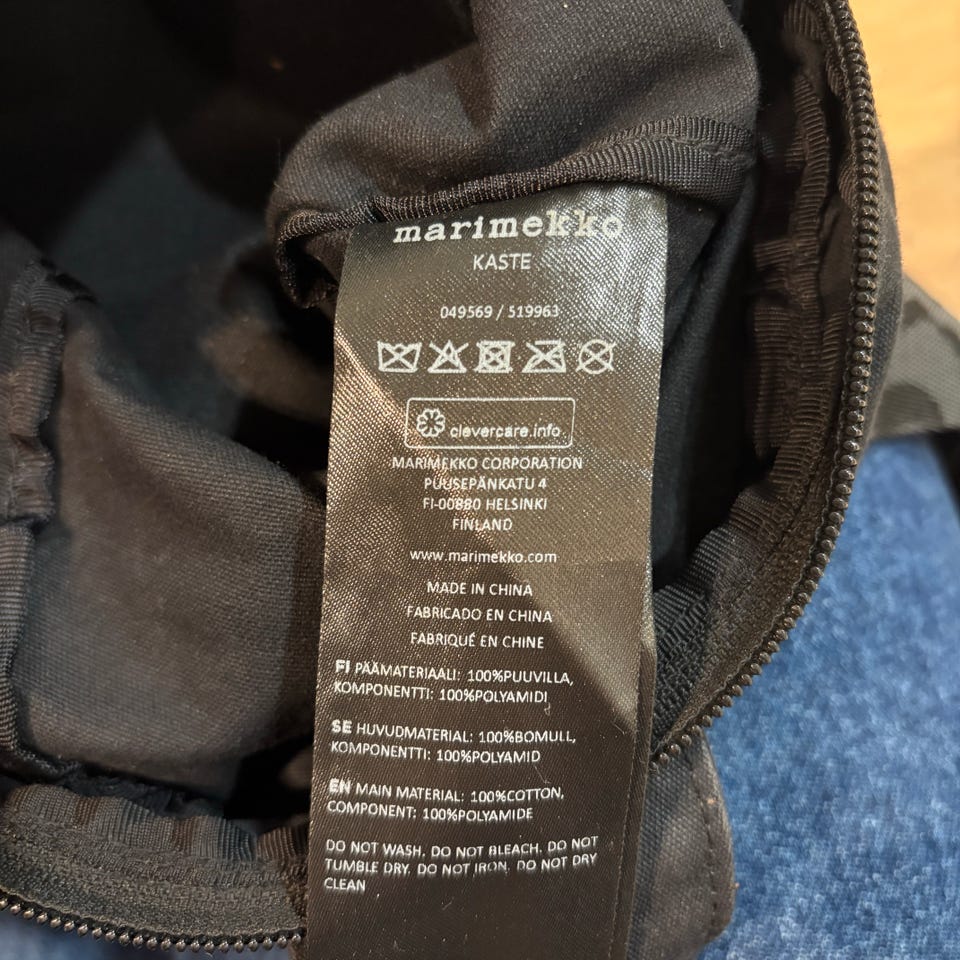 marimekko
KASTE
049569 / 519963
clevercare.info
MARIMEKKO CORPORATION
PUUSEPÄNKATU 4
FI-00880 HELSINKI
FINLAND
www.marimekko.com
MADE IN CHINA
FABRICADO EN CHINA
FABRIQUÉ EN CHINE
FI PÄÄMATERIAALI: 100%PUUVILLA,
KOMPONENTTI: 100%POLYAMIDI
SE HUVUDMATERIAL: 100%BOMULL,
KOMPONENTTI: 100%POLYAMID
EN MAIN MATERIAL: 100%COTTON,
COMPONENT: 100%POLYAMIDE
DO NOT WASH, DO NOT BLEACH, DO NOT
TUMBLE DRY, DO NOT IRON, DO NOT DRY
CLEAN